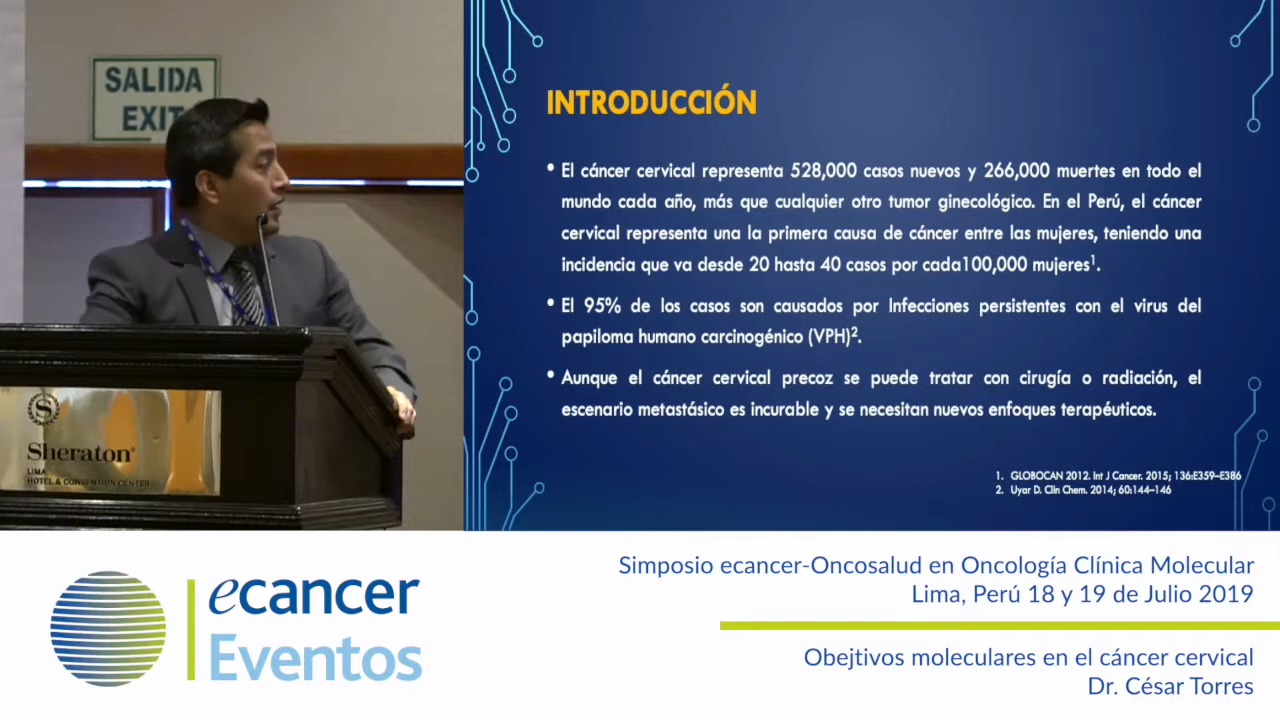 SALIDA
EXIT
Sheraton
LIMA
HOTEL & CONVENTION CENTER
INTRODUCCIÓN
• El cáncer cervical representa 528,000 casos nuevos y 266,000 muertes en todo el
mundo cada año, más que cualquier otro tumor ginecológico. En el Perú, el cáncer
cervical representa una la primera causa de cáncer entre las mujeres, teniendo una
incidencia que va desde 20 hasta 40 casos por cada100,000 mujeres1.
• El 95% de los casos son causados por Infecciones persistentes con el virus del
papiloma humano carcinogénico (VPH)2.
• Aunque el cáncer cervical precoz se puede tratar con cirugía o radiación, el
escenario metastásico es incurable y se necesitan nuevos enfoques terapéuticos.
1. GLOBOCAN 2012. Int J Cancer. 2015; 136:E359–E386
2. Uyar D. Clin Chem. 2014; 60:144–146
ecancer
Eventos
Simposio ecancer-Oncosalud en Oncología Clínica Molecular
Lima, Perú 18 y 19 de Julio 2019
Obejtivos moleculares en el cáncer cervical
Dr. César Torres